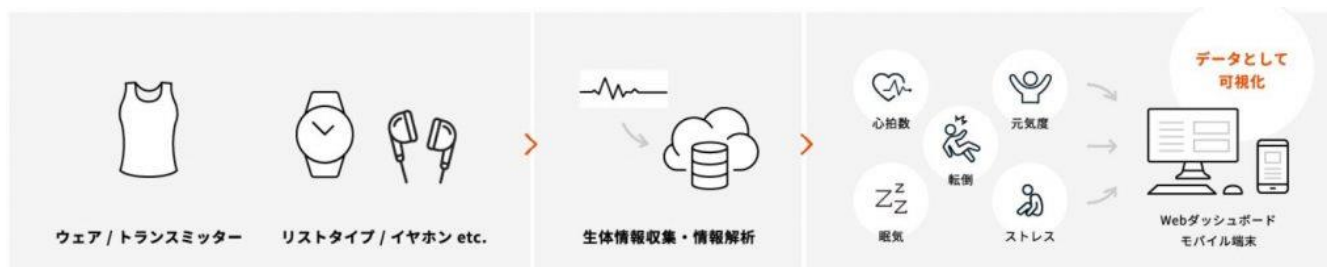 ウェア / トランスミッター
リストタイプ / イヤホン etc.
生体情報収集・情報解析
心拍数
元気度
転倒
眠気
ZZZ
ストレス
データとして
可視化
Webダッシュボード
モバイル端末